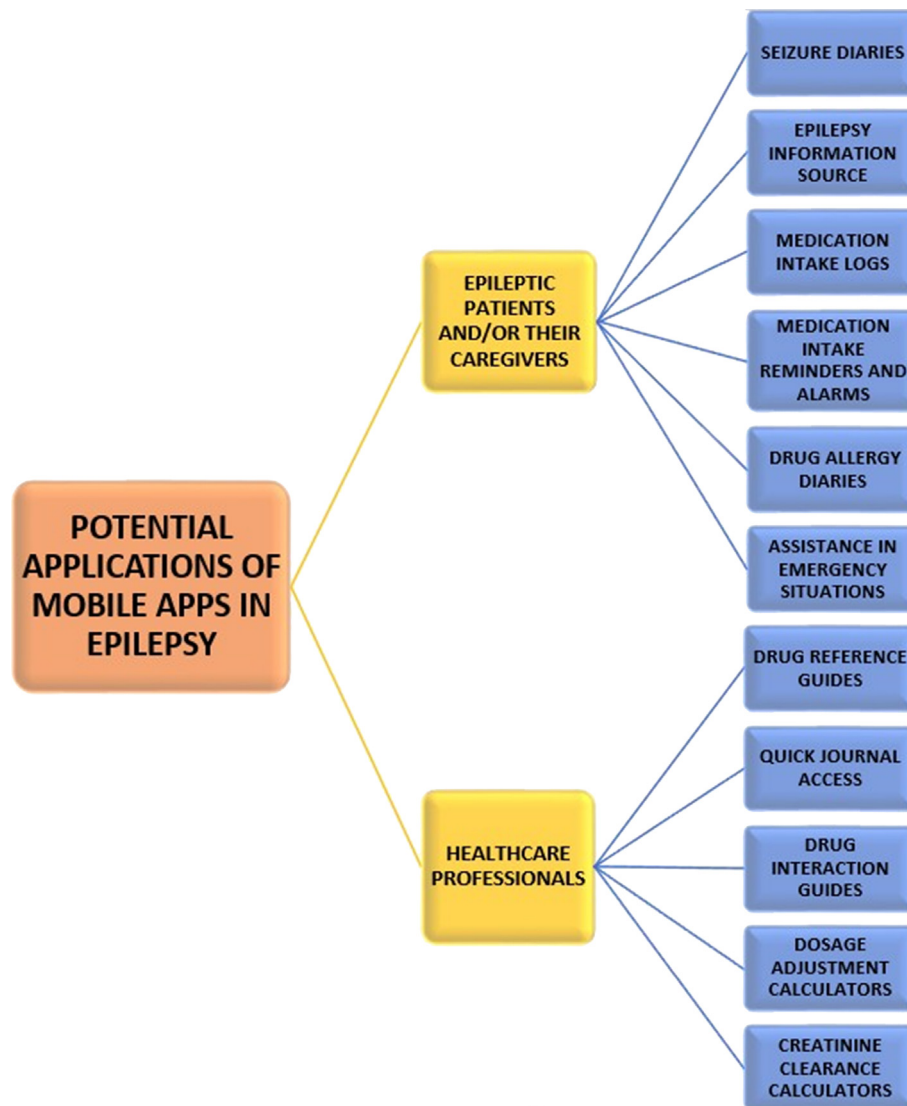 POTENTIAL
APPLICATIONS OF
MOBILE APPS IN
EPILEPSY
EPILEPTIC
PATIENTS
AND/OR THEIR
CAREGIVERS
SEIZURE DIARIES
EPILEPSY
INFORMATION
SOURCE
MEDICATION
INTAKE LOGS
MEDICATION
INTAKE
REMINDERS AND
ALARMS
DRUG ALLERGY
DIARIES
ASSISTANCE IN
EMERGENCY
SITUATIONS
HEALTHCARE
PROFESSIONALS
DRUG REFERENCE
GUIDES
QUICK JOURNAL
ACCESS
DRUG
INTERACTION
GUIDES
DOSAGE
ADJUSTMENT
CALCULATORS
CREATININE
CLEARANCE
CALCULATORS